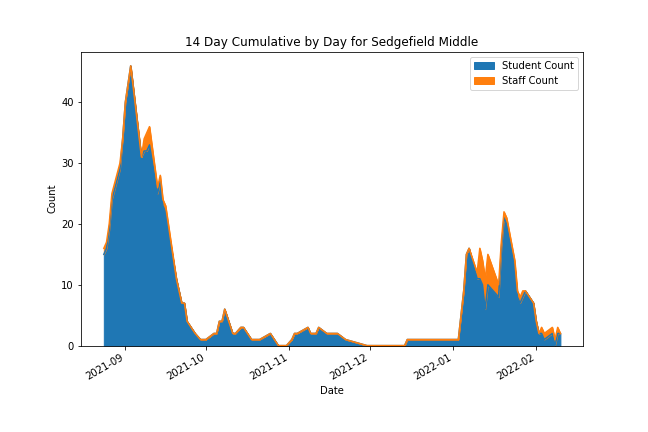 14 Day Cumulative by Day for Sedgefield Middle
Student Count
Staff Count
Count
40
30
20
10
0
2021-09
2021-10
2021-11
2021-12
2022-01
2022-02
Date